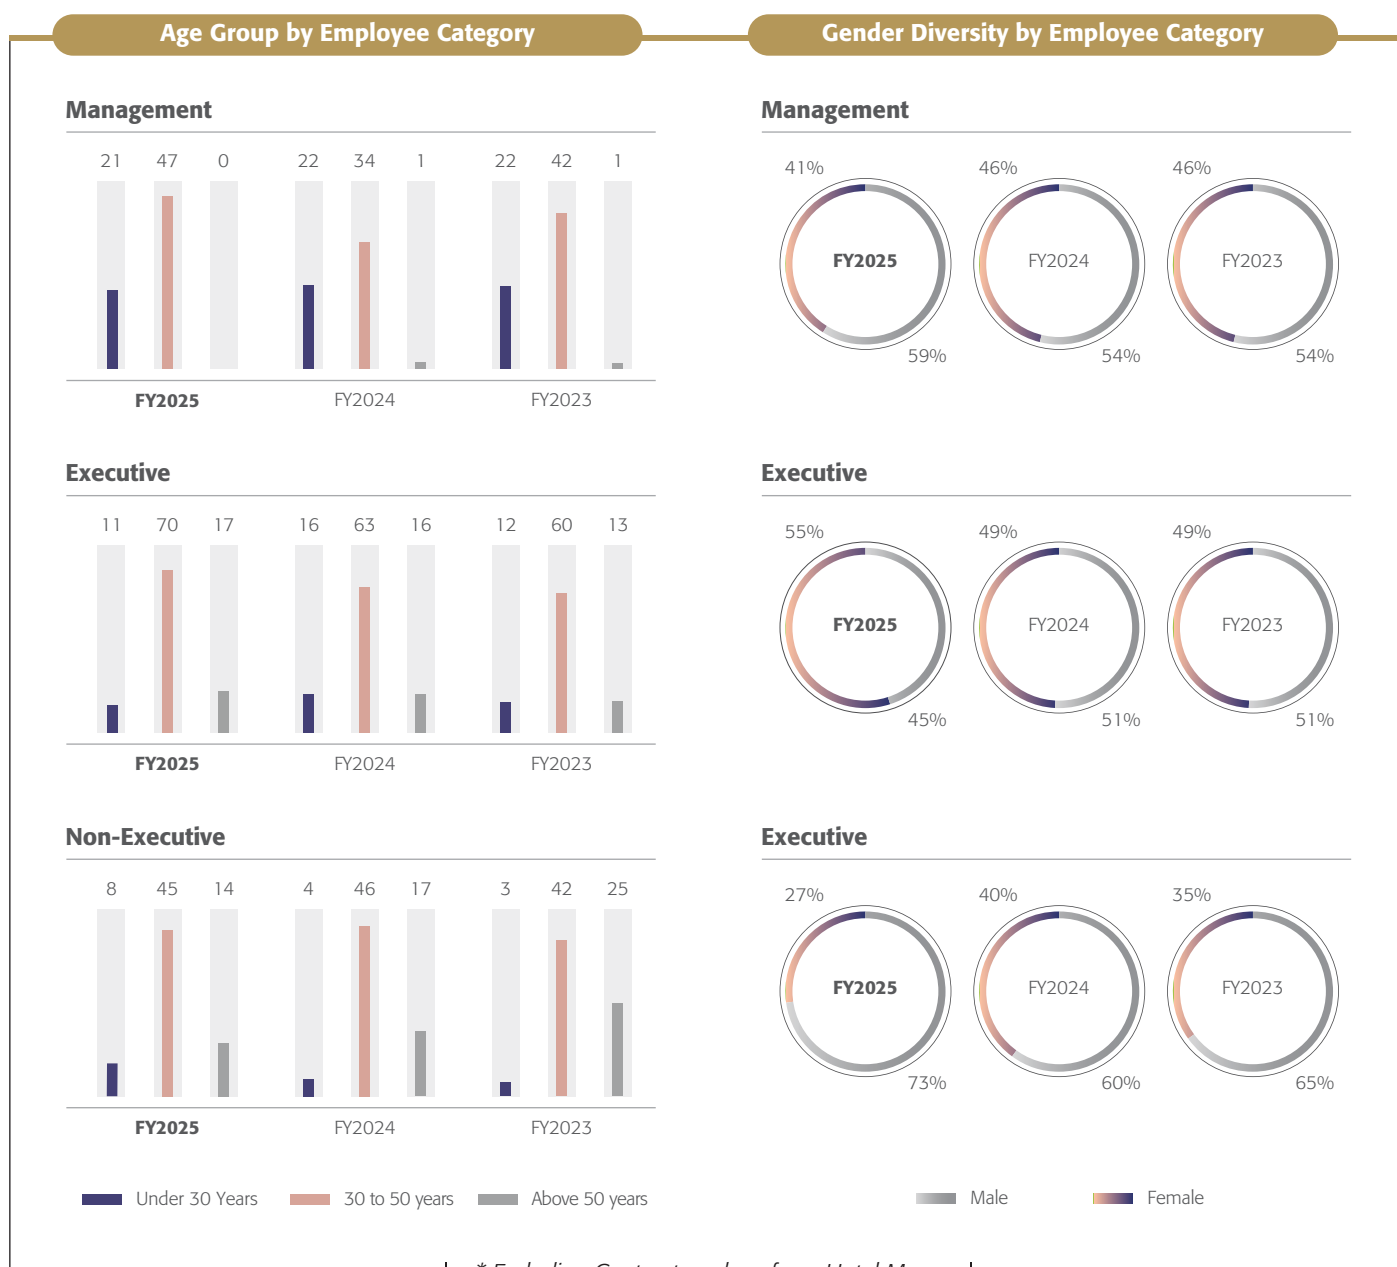 Age Group by Employee Category
Management
21 47 0 22 34 1 22 42 1
FY2025 FY2024 FY2023
Executive
11 70 17 16 63 16 12 60 13
FY2025 FY2024 FY2023
Non-Executive
8 45 14 4 46 17 3 42 25
FY2025 FY2024 FY2023
Under 30 Years 30 to 50 years Above 50 years
Gender Diversity by Employee Category
Management
41% 46% 46%
FY2025 FY2024 FY2023
59% 54% 54%
Executive
55% 49% 49%
FY2025 FY2024 FY2023
45% 51% 51%
Executive
27% 40% 35%
FY2025 FY2024 FY2023
73% 60% 65%
Male Female